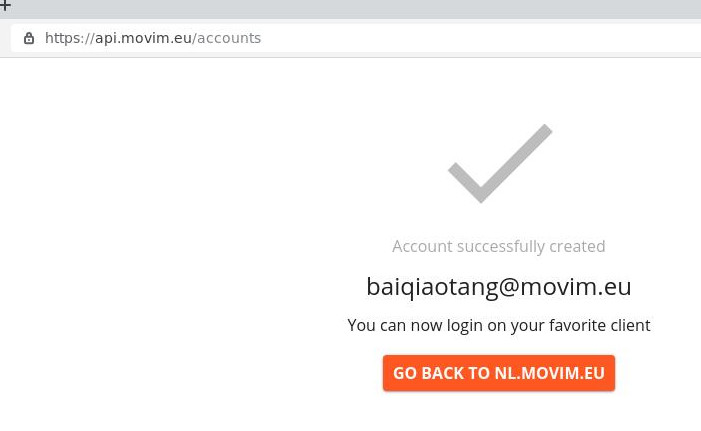 https://api.movim.eu/accounts
Account successfully created
baiqiaotang@movim.eu
You can now login on your favorite client
GO BACK TO NL.MOVIM.EU